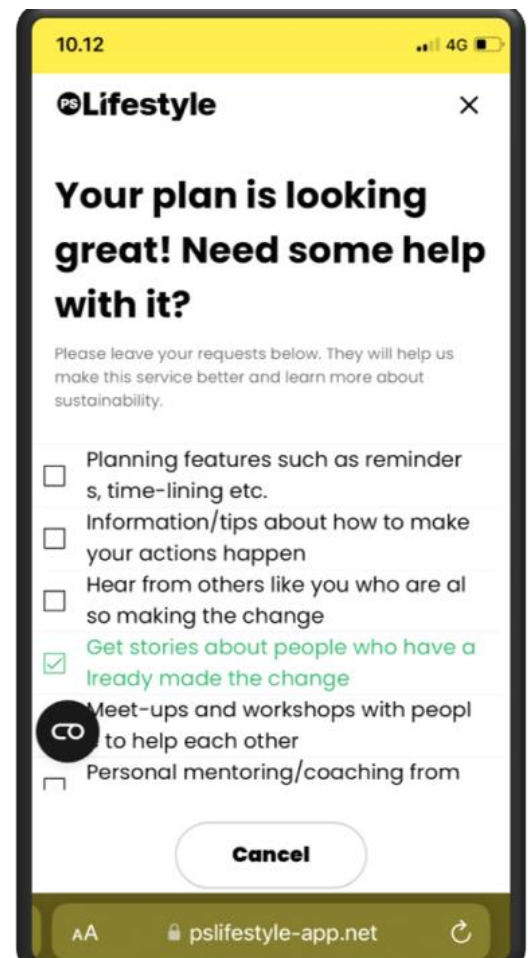 10.12
4G
PSLifestyle
Your plan is looking
great! Need some help
with it?
Please leave your requests below. They will help us
make this service better and learn more about
sustainability.
Planning features such as reminder
s, time-lining etc.
Information/tips about how to make
your actions happen
Hear from others like you who are al
so making the change
Get stories about people who have a
lready made the change
Meet-ups and workshops with peopl
to help each other
Personal mentoring/coaching from
Cancel
AA pslifestyle-app.net